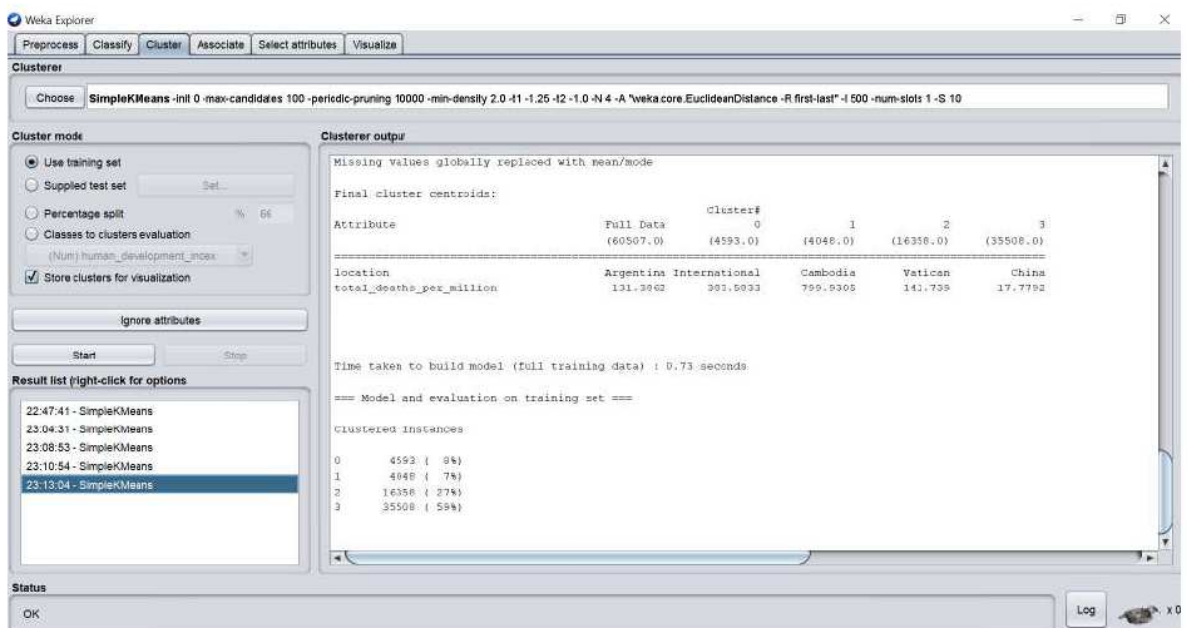 Weka Explorer
Preprocess Classify Cluster Associate Select attributes Visualize
Clusterer
Choose SimpleKMeans -init 0 -max-candidates 100 -periodic-pruning 10000 -min-density 2.0 -t1 -1.25 -t2 -1.0 -N 4 -A "weka.core.EuclideanDistance -R first-last" -I 500 -num-slots 1 -S 10
Cluster mode
Use training set
Supplied test set Set...
Percentage split % 66
Classes to clusters evaluation
(Num) human_development_index
Store clusters for visualization
Ignore attributes
Start Stop
Result list (right-click for options
22:47:41 - SimpleKMeans
23:04:31 - SimpleKMeans
23:08:53 - SimpleKMeans
23:10:54 - SimpleKMeans
23:13:04 - SimpleKMeans
Clusterer output
Missing values globally replaced with mean/mode
Final cluster centroids:
Cluster#
Attribute Full Data 0 1 2 3
(60507.0) (4593.0) (4048.0) (16358.0) (35508.0)
location Argentina International Cambodia Vatican China
total_deaths_per_million 131.3862 799.9305 141.739 17.7792
Time taken to build model (full training data) : 0.73 seconds
=== Model and evaluation on training set ===
Clustered Instances
0 4593 ( 8%)
1 4048 ( 7%)
2 16358 ( 27%)
3 35508 ( 59%)
Status
OK
Log x 0